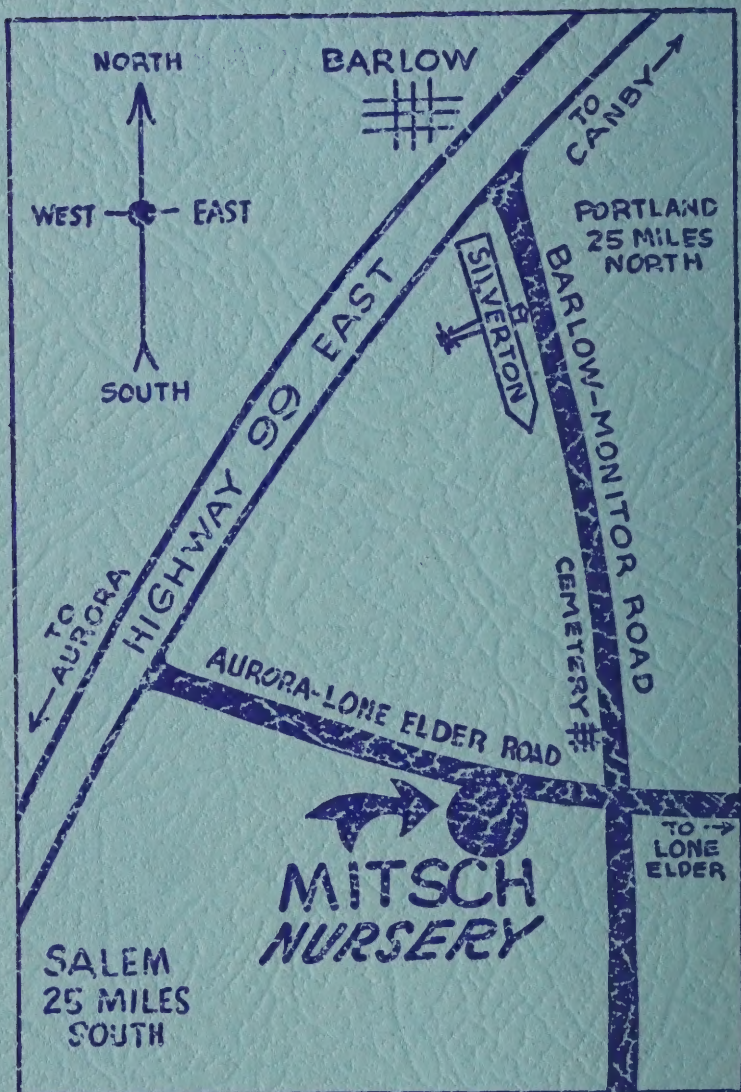 NORTH
BARLOW
TO
CANBY
WEST
EAST
PORTLAND
25 MILES
NORTH
SILVERTON
BARLOW-MONITOR ROAD
SOUTH
HIGHWAY 99 EAST
TO
AURORA
CEMETERY
AURORA-LONE ELDER ROAD
TO
LONE
ELDER
MITSCH
NURSERY
SALEM
25 MILES
SOUTH